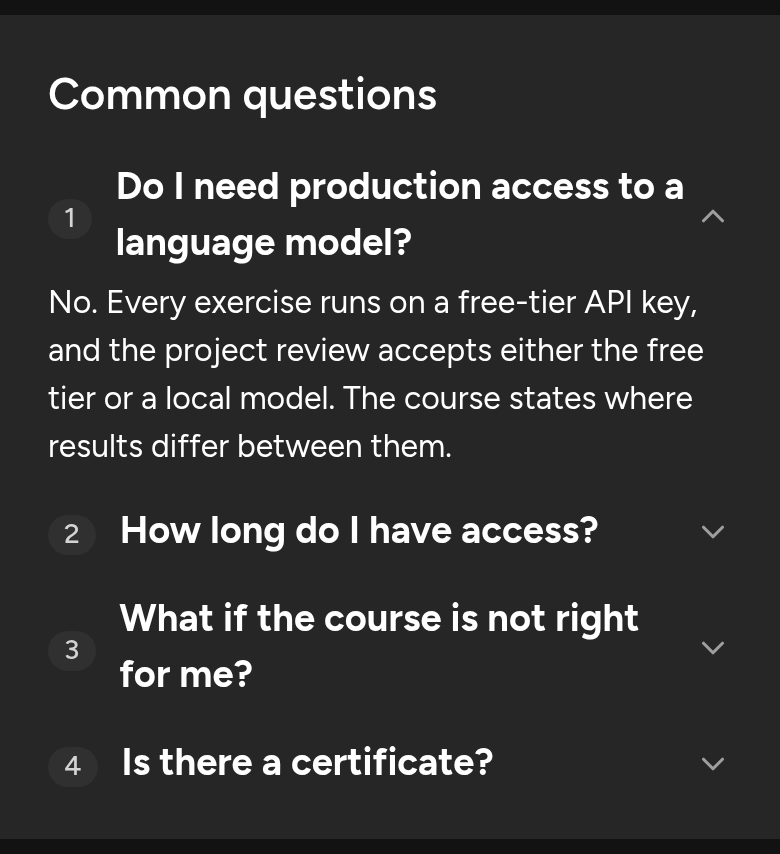 Common questions
1
Do I need production access to a
language model?
No. Every exercise runs on a free-tier API key,
and the project review accepts either the free
tier or a local model. The course states where
results differ between them.
2
How long do I have access?
3
What if the course is not right
for me?
4
Is there a certificate?